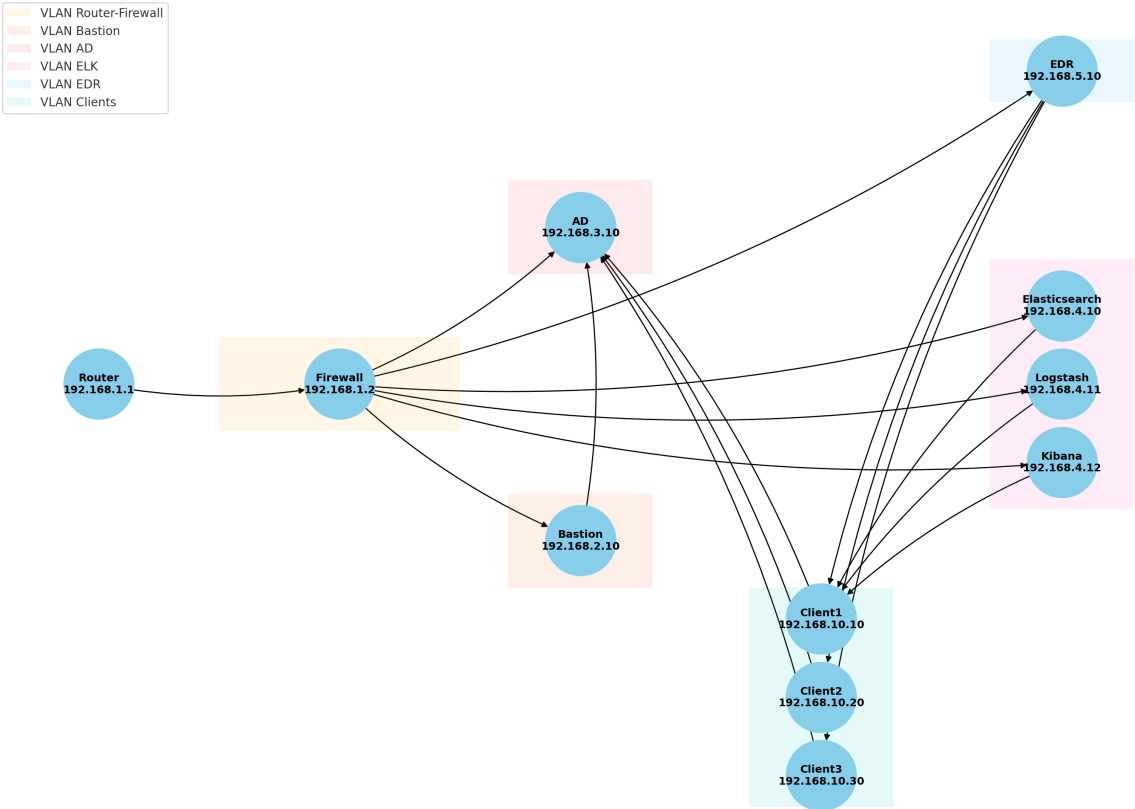 VLAN Router-Firewall
VLAN Bastion
VLAN AD
VLAN ELK
VLAN EDR
VLAN Clients
EDR
192.168.5.10
AD
192.168.3.10
Elasticsearch
192.168.4.10
Router
192.168.1.1
Firewall
192.168.1.2
Logstash
192.168.4.11
Kibana
192.168.4.12
Bastion
192.168.2.10
Client1
192.168.10.10
Client2
192.168.10.20
Client3
192.168.10.30